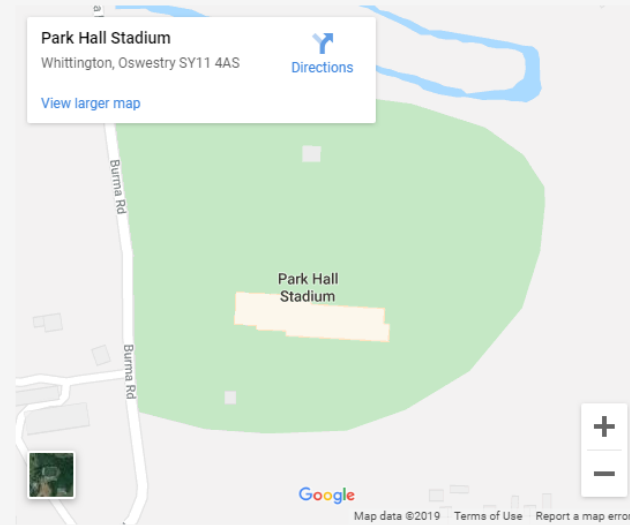 Park Hall Stadium
Whittington, Oswestry SY11 4AS
Directions
View larger map
Burma Rd
Park Hall
Stadium
Burma Rd
+
−
Google
Map data ©2019 Terms of Use Report a map error